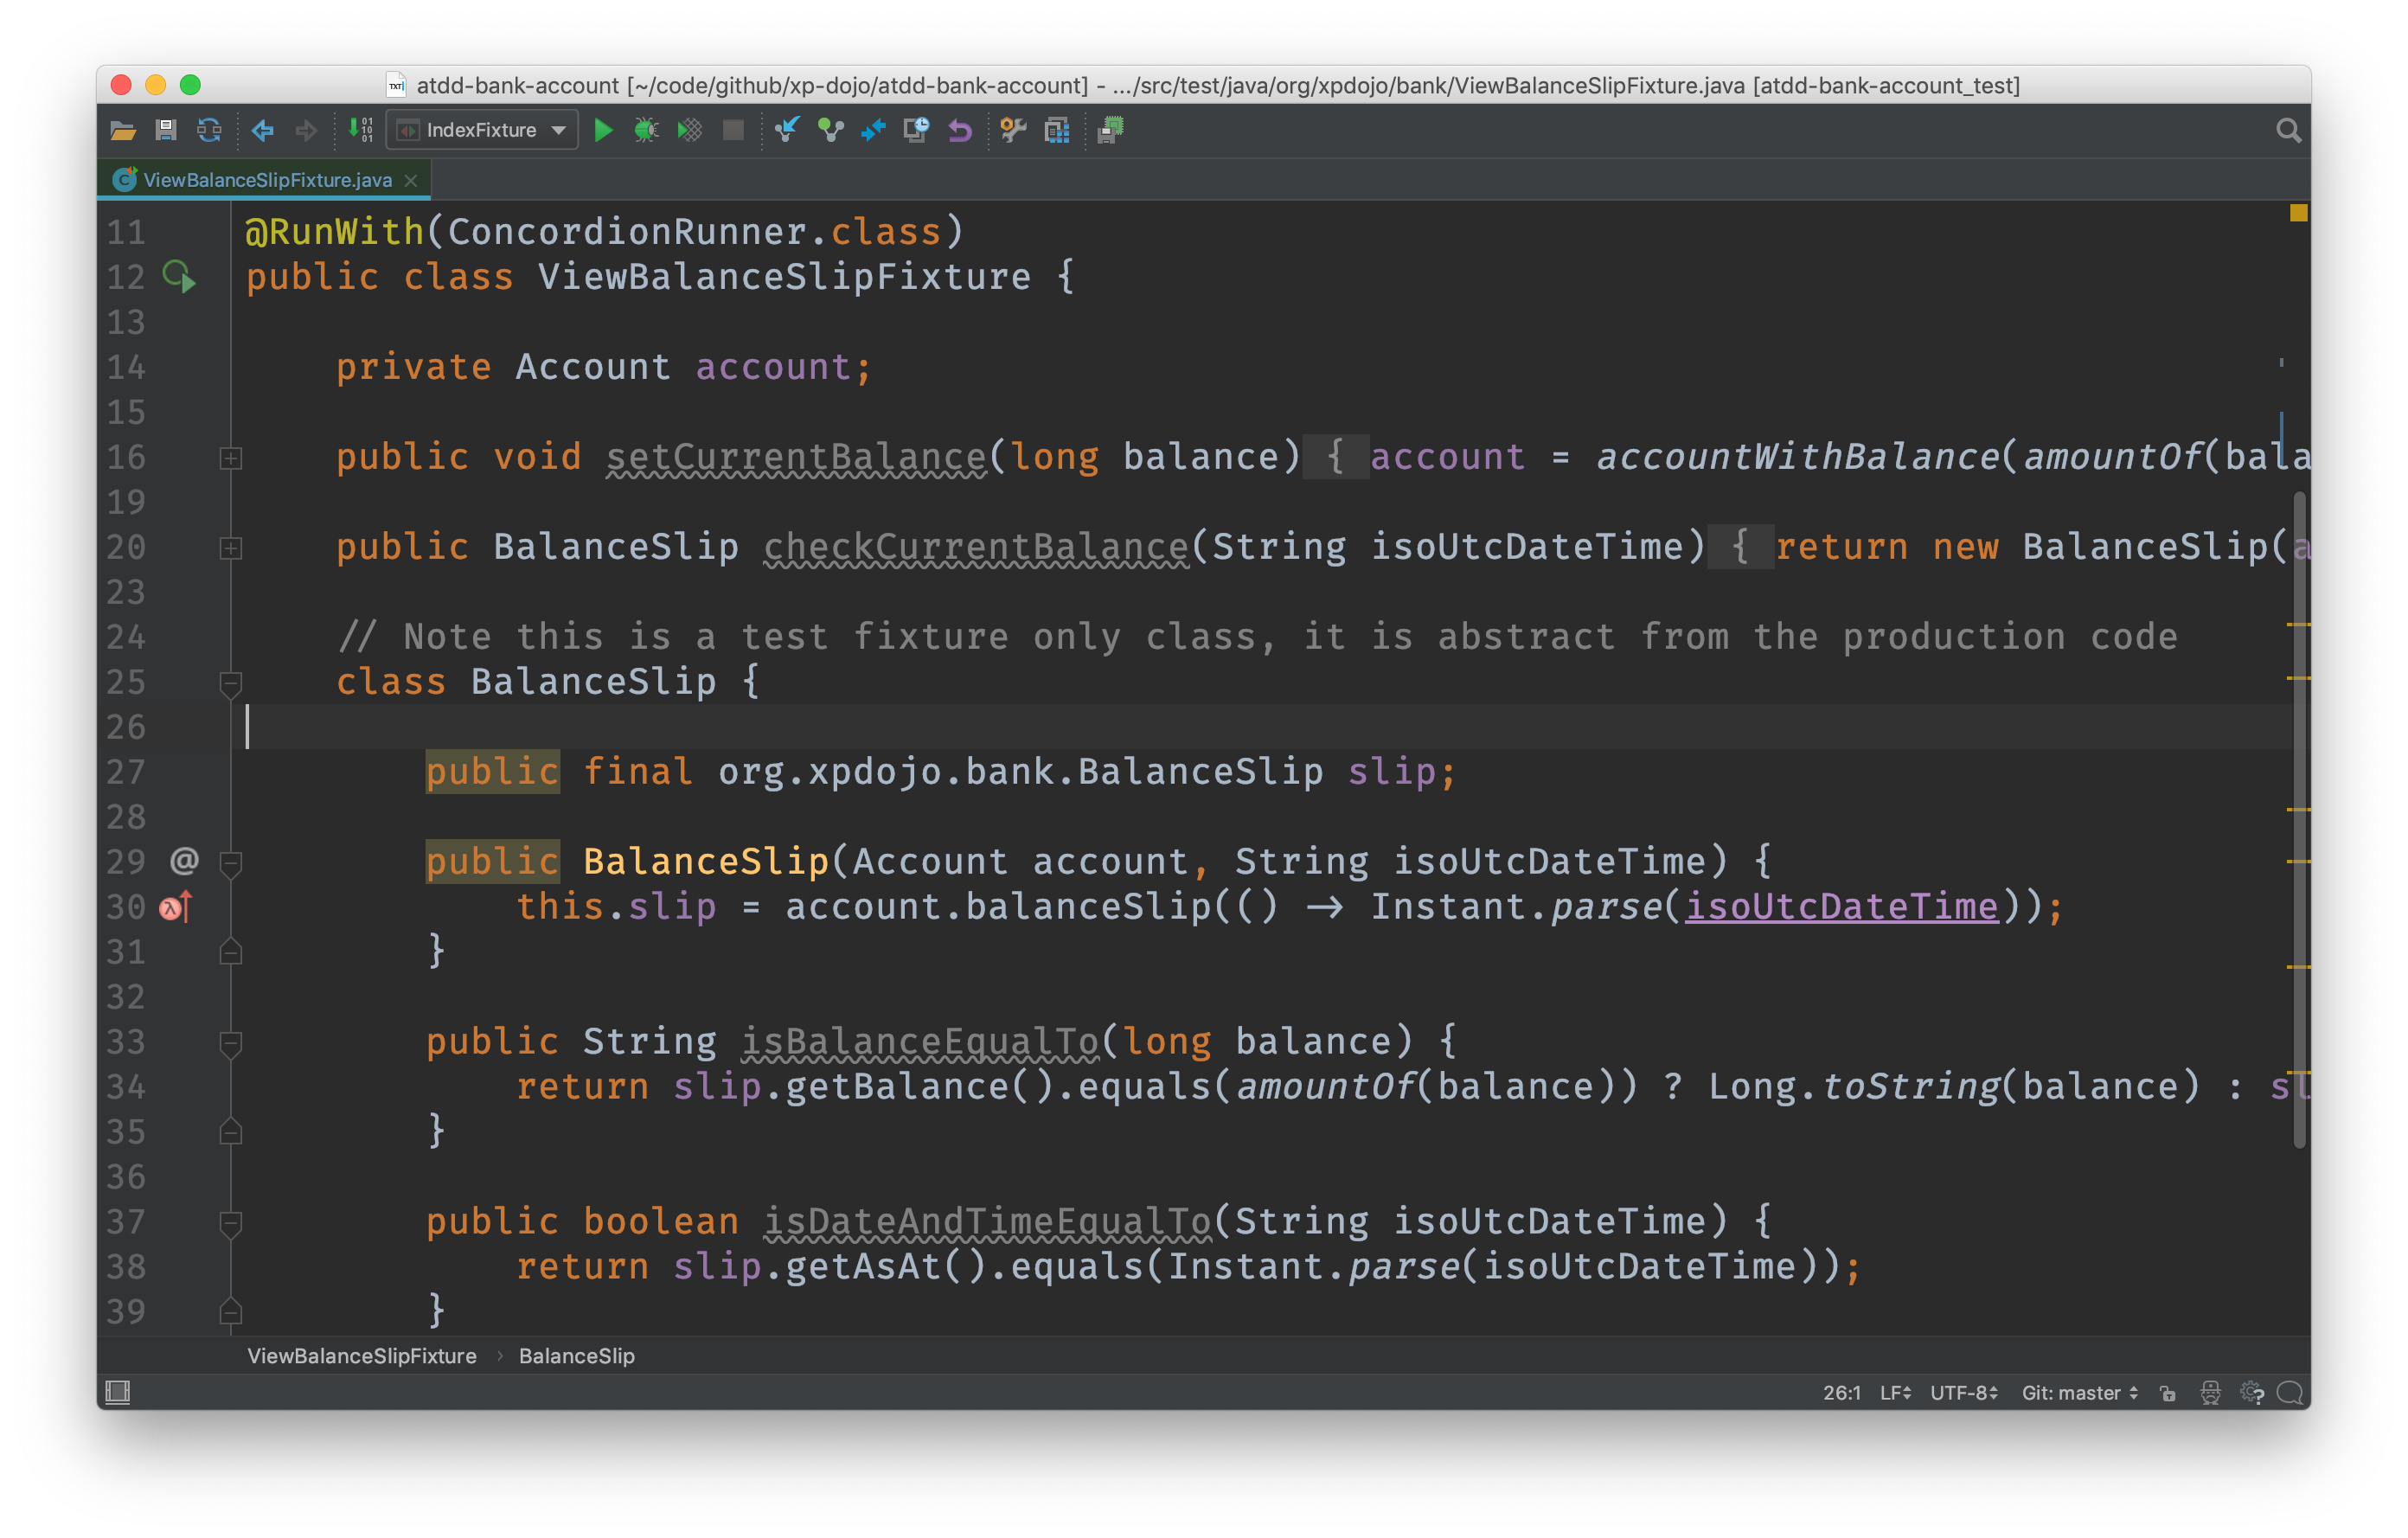 atdd-bank-account [~/code/github/xp-dojo/atdd-bank-account] - .../src/test/java/org/xpdojo/bank/ViewBalanceSlipFixture.java [atdd-bank-account_test]
IndexFixture
ViewBalanceSlipFixture.java
11 @RunWith(ConcordionRunner.class)
12 public class ViewBalanceSlipFixture {
13
14 private Account account;
15
16 public void setCurrentBalance(long balance) { account = accountWithBalance(amountOf(bala
19
20 public BalanceSlip checkCurrentBalance(String isoUtcDateTime) { return new BalanceSlip(a
23
24 // Note this is a test fixture only class, it is abstract from the production code
25 class BalanceSlip {
26
27 public final org.xpdojo.bank.BalanceSlip slip;
28
29 @ public BalanceSlip(Account account, String isoUtcDateTime) {
30 this.slip = account.balanceSlip(() → Instant.parse(isoUtcDateTime));
31 }
32
33 public String isBalanceEqualTo(long balance) {
34 return slip.getBalance().equals(amountOf(balance)) ? Long.toString(balance) : sl
35 }
36
37 public boolean isDateAndTimeEqualTo(String isoUtcDateTime) {
38 return slip.getAsAt().equals(Instant.parse(isoUtcDateTime));
39 }
ViewBalanceSlipFixture › BalanceSlip
26:1 LF UTF-8 Git: master